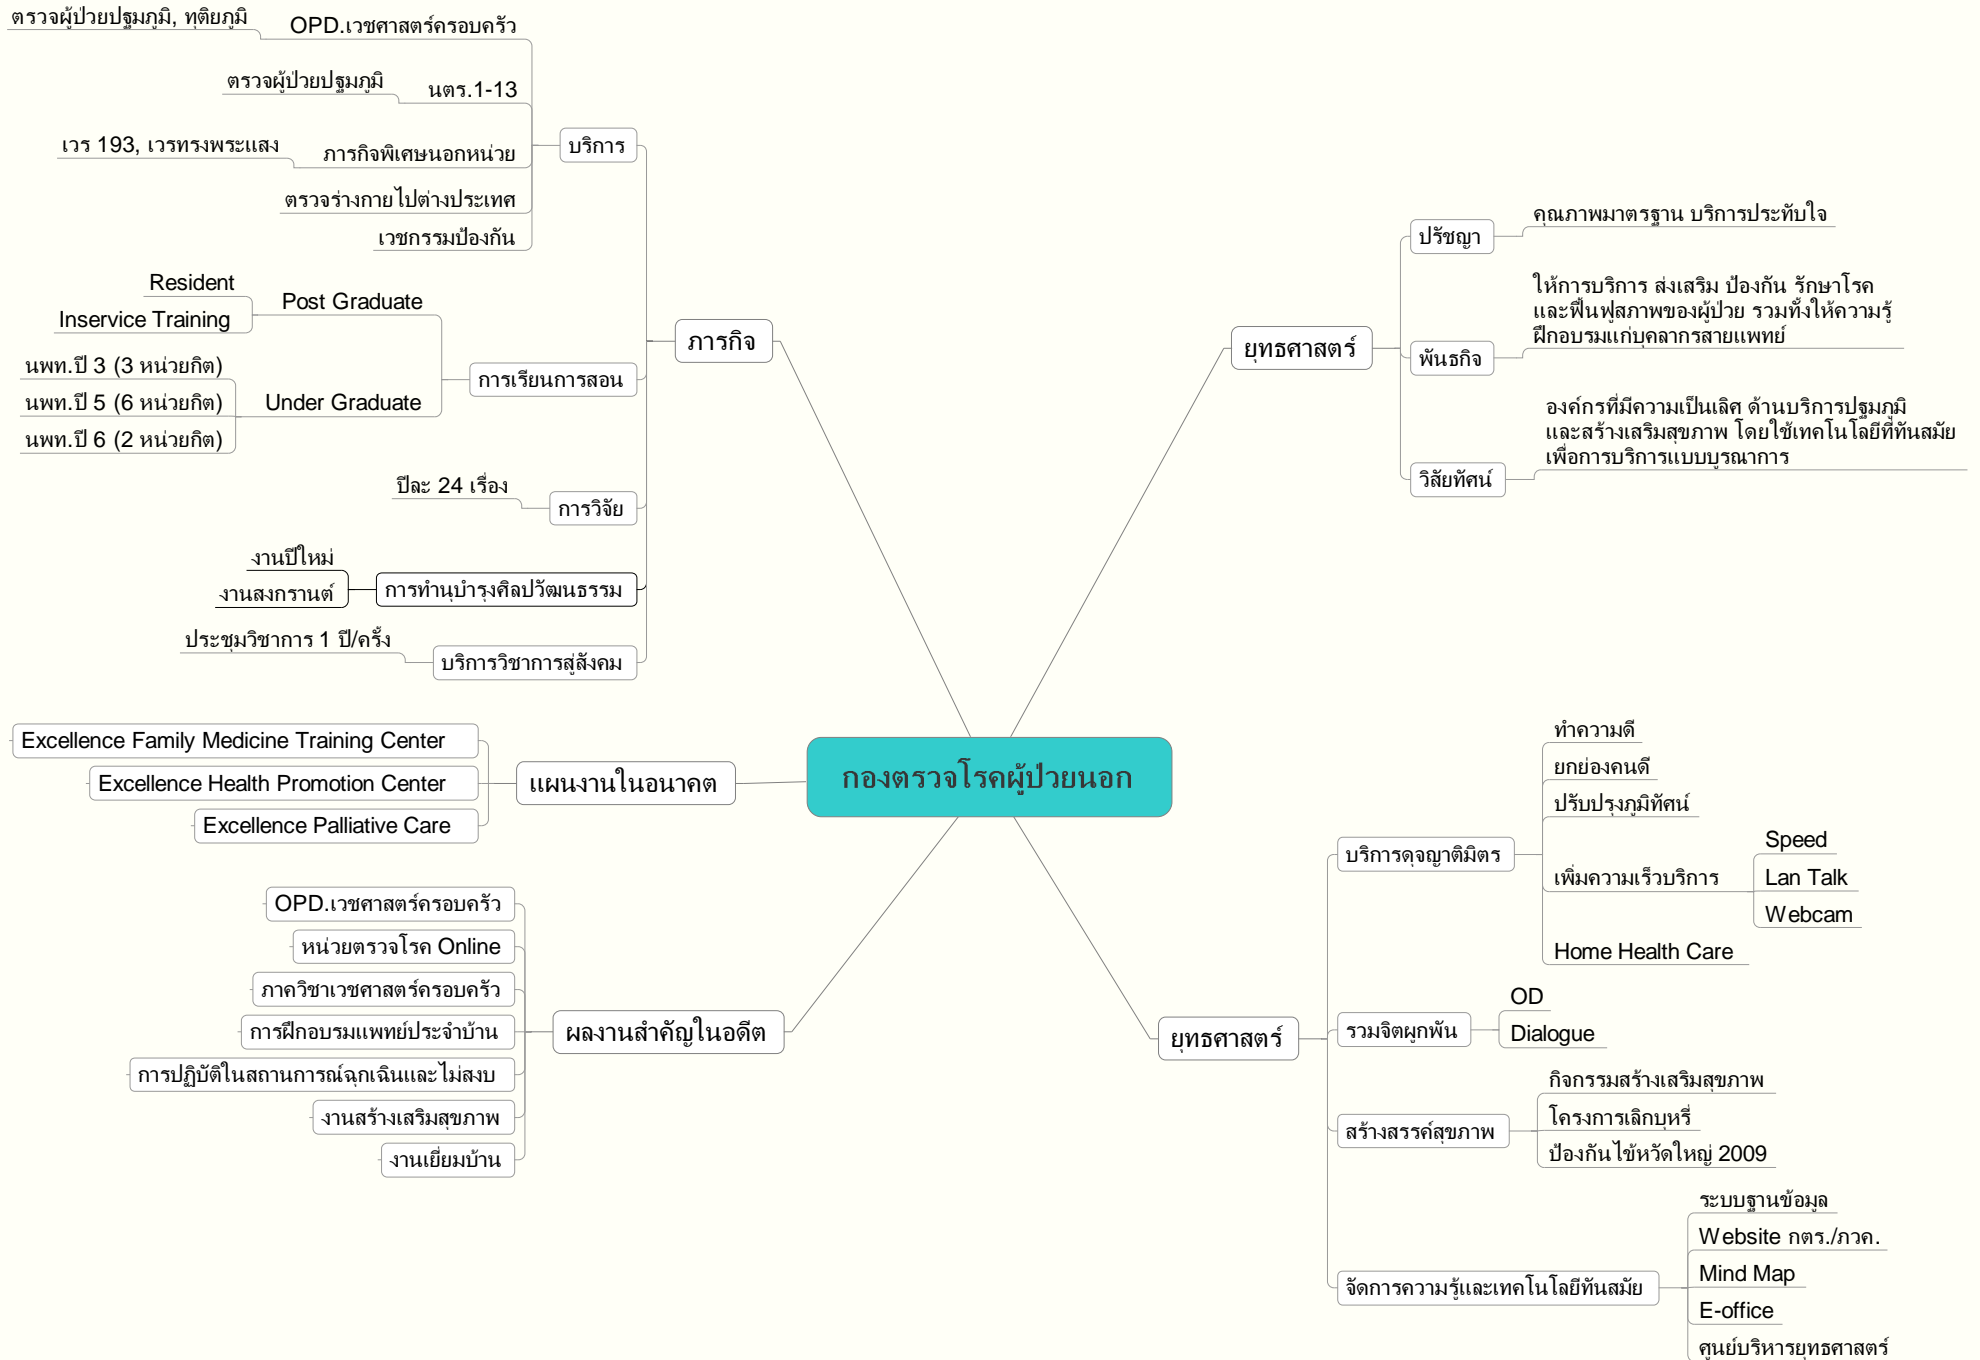 กองตรวจโรคผู้ป่วยนอก
ยุทธศาสตร์
ปรัชญา
คุณภาพมาตรฐาน บริการประทับใจ
พันธกิจ
ให้การบริการ ส่งเสริม ป้องกัน รักษาโรค
และฟื้นฟูสภาพของผู้ป่วย รวมทั้งให้ความรู้
ฝึกอบรมแก่บุคลากรสายแพทย์
วิสัยทัศน์
องค์กรที่มีความเป็นเลิศ ด้านบริการปฐมภูมิ
และสร้างเสริมสุขภาพ โดยใช้เทคโนโลยีที่ทันสมัย
เพื่อการบริการแบบบูรณาการ
ยุทธศาสตร์
บริการดุจญาติมิตร
ทำความดี
ยกย่องคนดี
ปรับปรุงภูมิทัศน์
เพิ่มความเร็วบริการ
Speed
Lan Talk
Webcam
Home Health Care
รวมจิตผูกพัน
OD
Dialogue
สร้างสรรค์สุขภาพ
กิจกรรมสร้างเสริมสุขภาพ
โครงการเลิกบุหรี่
ป้องกันไข้หวัดใหญ่ 2009
จัดการความรู้และเทคโนโลยีทันสมัย
ระบบฐานข้อมูล
Website กตร./ภวค.
Mind Map
E-office
ศูนย์บริหารยุทธศาสตร์
ภารกิจ
บริการ
OPD.เวชศาสตร์ครอบครัว
ตรวจผู้ป่วยปฐมภูมิ, ทุติยภูมิ
นตร.1-13
ตรวจผู้ป่วยปฐมภูมิ
ภารกิจพิเศษนอกหน่วย
เวร 193, เวรทรงพระแสง
ตรวจร่างกายไปต่างประเทศ
เวชกรรมป้องกัน
การเรียนการสอน
Post Graduate
Resident
Inservice Training
Under Graduate
นพท.ปี 3 (3 หน่วยกิต)
นพท.ปี 5 (6 หน่วยกิต)
นพท.ปี 6 (2 หน่วยกิต)
การวิจัย
ปีละ 24 เรื่อง
การทำนุบำรุงศิลปวัฒนธรรม
งานปีใหม่
งานสงกรานต์
บริการวิชาการสู่สังคม
ประชุมวิชาการ 1 ปี/ครั้ง
แผนงานในอนาคต
Excellence Family Medicine Training Center
Excellence Health Promotion Center
Excellence Palliative Care
ผลงานสำคัญในอดีต
OPD.เวชศาสตร์ครอบครัว
หน่วยตรวจโรค Online
ภาควิชาเวชศาสตร์ครอบครัว
การฝึกอบรมแพทย์ประจำบ้าน
การปฏิบัติในสถานการณ์ฉุกเฉินและไม่สงบ
งานสร้างเสริมสุขภาพ
งานเยี่ยมบ้าน